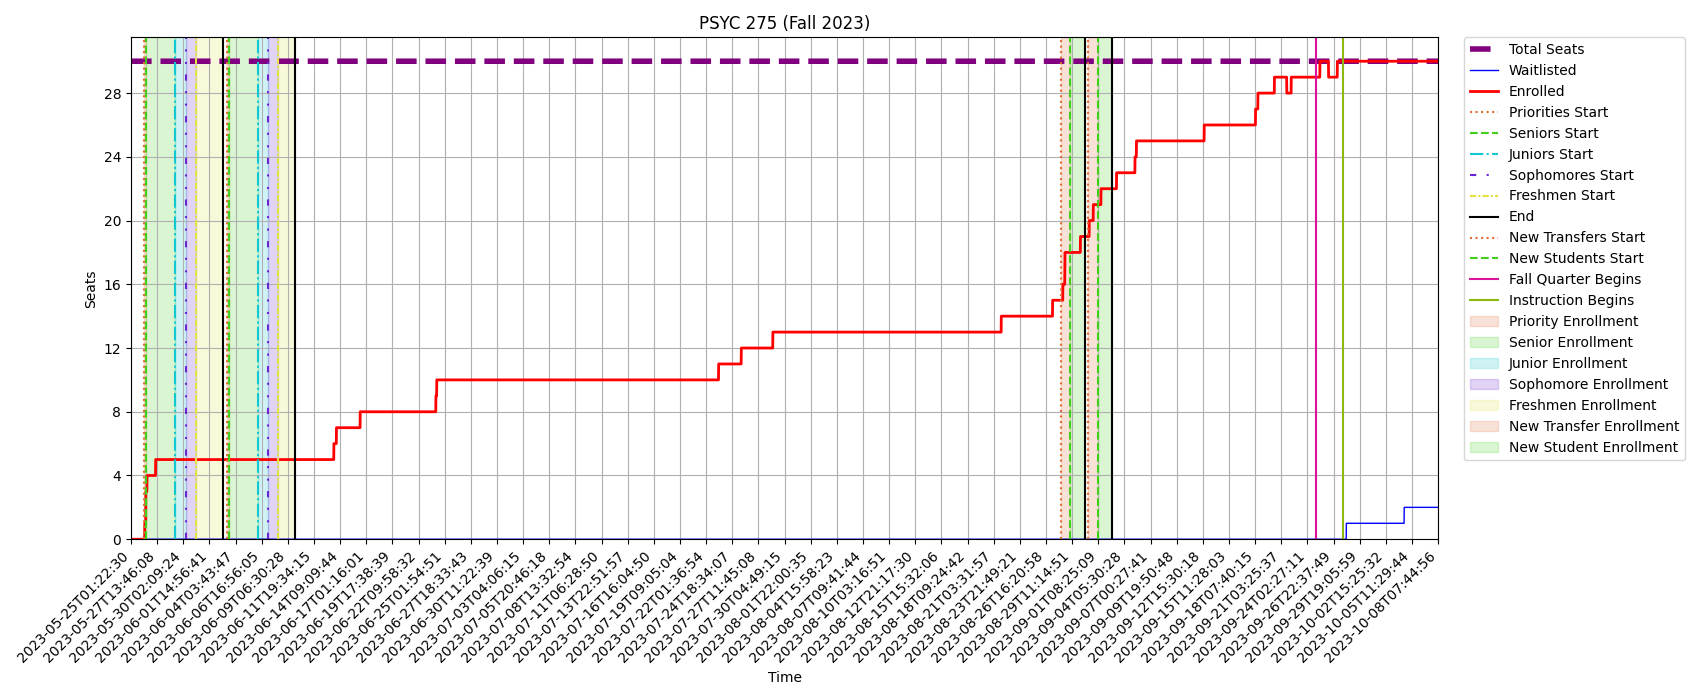 PSYC 275 (Fall 2023)
Seats
28
24
20
16
12
8
4
0
2023-05-25T01:22:30
2023-05-27T13:46:08
2023-05-30T02:09:24
2023-06-01T14:56:41
2023-06-04T03:43:47
2023-06-06T16:56:05
2023-06-09T06:30:28
2023-06-11T19:34:15
2023-06-14T09:09:44
2023-06-17T01:16:01
2023-06-19T17:38:39
2023-06-22T09:58:32
2023-06-25T01:54:51
2023-06-27T18:33:43
2023-06-30T11:22:39
2023-07-03T04:06:15
2023-07-05T20:46:18
2023-07-08T13:32:54
2023-07-11T06:28:50
2023-07-13T22:51:57
2023-07-16T16:04:50
2023-07-19T09:05:04
2023-07-22T01:36:54
2023-07-24T18:34:07
2023-07-27T11:45:08
2023-07-30T04:49:15
2023-08-01T22:00:35
2023-08-04T15:58:23
2023-08-07T09:41:44
2023-08-10T03:16:51
2023-08-12T21:17:30
2023-08-15T15:32:06
2023-08-18T09:24:42
2023-08-21T03:31:57
2023-08-23T21:49:21
2023-08-26T16:20:58
2023-08-29T11:14:51
2023-09-01T08:25:09
2023-09-04T05:30:28
2023-09-07T00:27:41
2023-09-09T19:50:48
2023-09-12T15:30:18
2023-09-15T11:28:03
2023-09-18T07:40:15
2023-09-21T03:25:37
2023-09-24T02:27:11
2023-09-26T22:37:49
2023-09-29T19:05:59
2023-10-02T15:25:32
2023-10-05T11:29:44
2023-10-08T07:44:56
Time
Total Seats
Waitlisted
Enrolled
Priorities Start
Seniors Start
Juniors Start
Sophomores Start
Freshmen Start
End
New Transfers Start
New Students Start
Fall Quarter Begins
Instruction Begins
Priority Enrollment
Senior Enrollment
Junior Enrollment
Sophomore Enrollment
Freshmen Enrollment
New Transfer Enrollment
New Student Enrollment